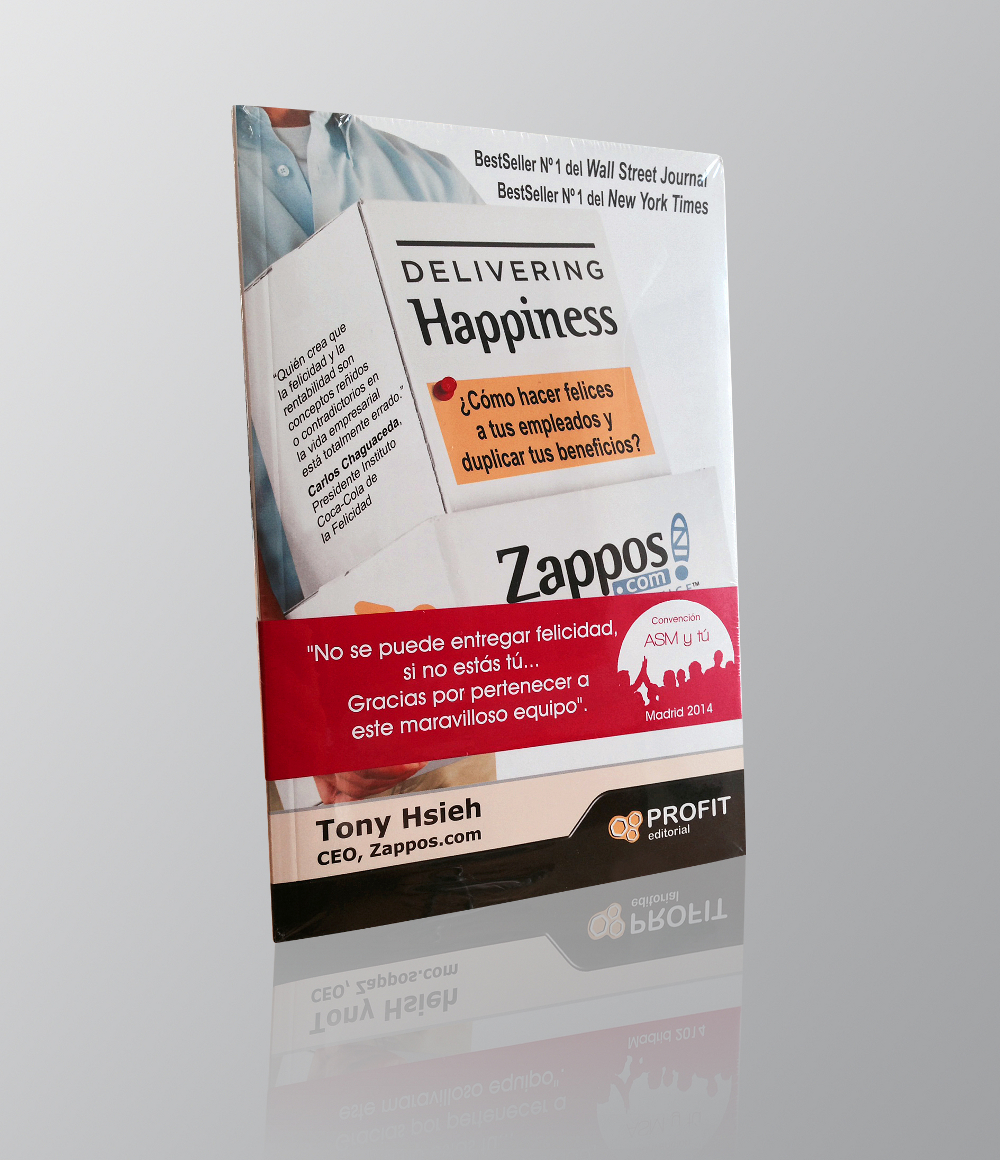 BestSeller Nº 1 del Wall Street Journal
BestSeller Nº 1 del New York Times
DELIVERING
Happiness
¿Cómo hacer felices
a tus empleados y
duplicar tus beneficios?
"Quién crea que
la felicidad y la
rentabilidad son
conceptos reñidos
o contradictorios en
la vida empresarial
está totalmente errado."
Carlos Chaguaceda,
Presidente Instituto
Coca-Cola de
la Felicidad
Zappos
.com
"No se puede entregar felicidad,
si no estás tú...
Gracias por pertenecer a
este maravilloso equipo".
Convención
ASM y tú
Madrid 2014
Tony Hsieh
CEO, Zappos.com
PROFIT
editorial